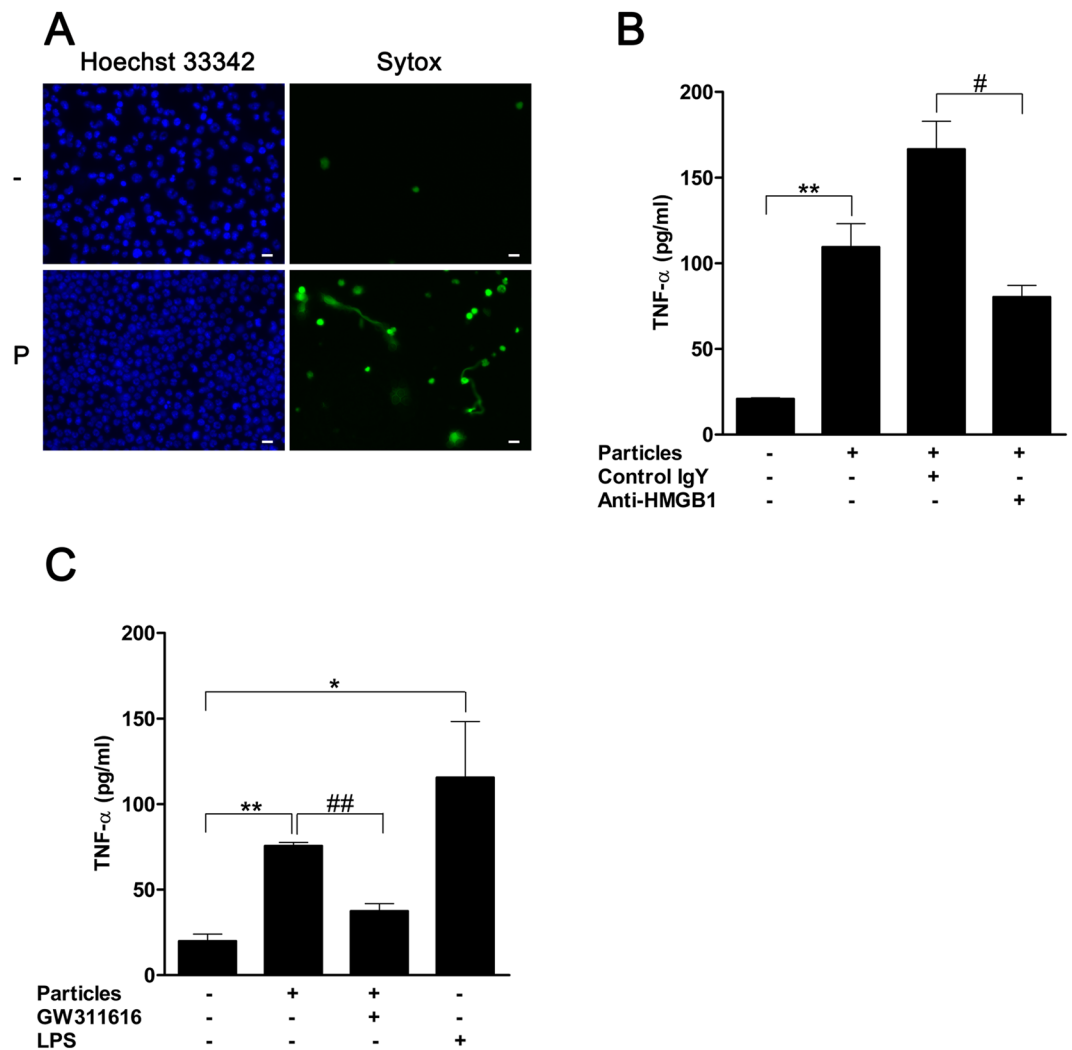 A
Hoechst 33342 Sytox
-
P
B
TNF-α (pg/ml)
200
150
100
50
0
**
#
Particles - + + +
Control IgY - - + -
Anti-HMGB1 - - - +
C
TNF-α (pg/ml)
200
150
100
50
0
*
**
##
Particles - + + -
GW311616 - - + -
LPS - - - +